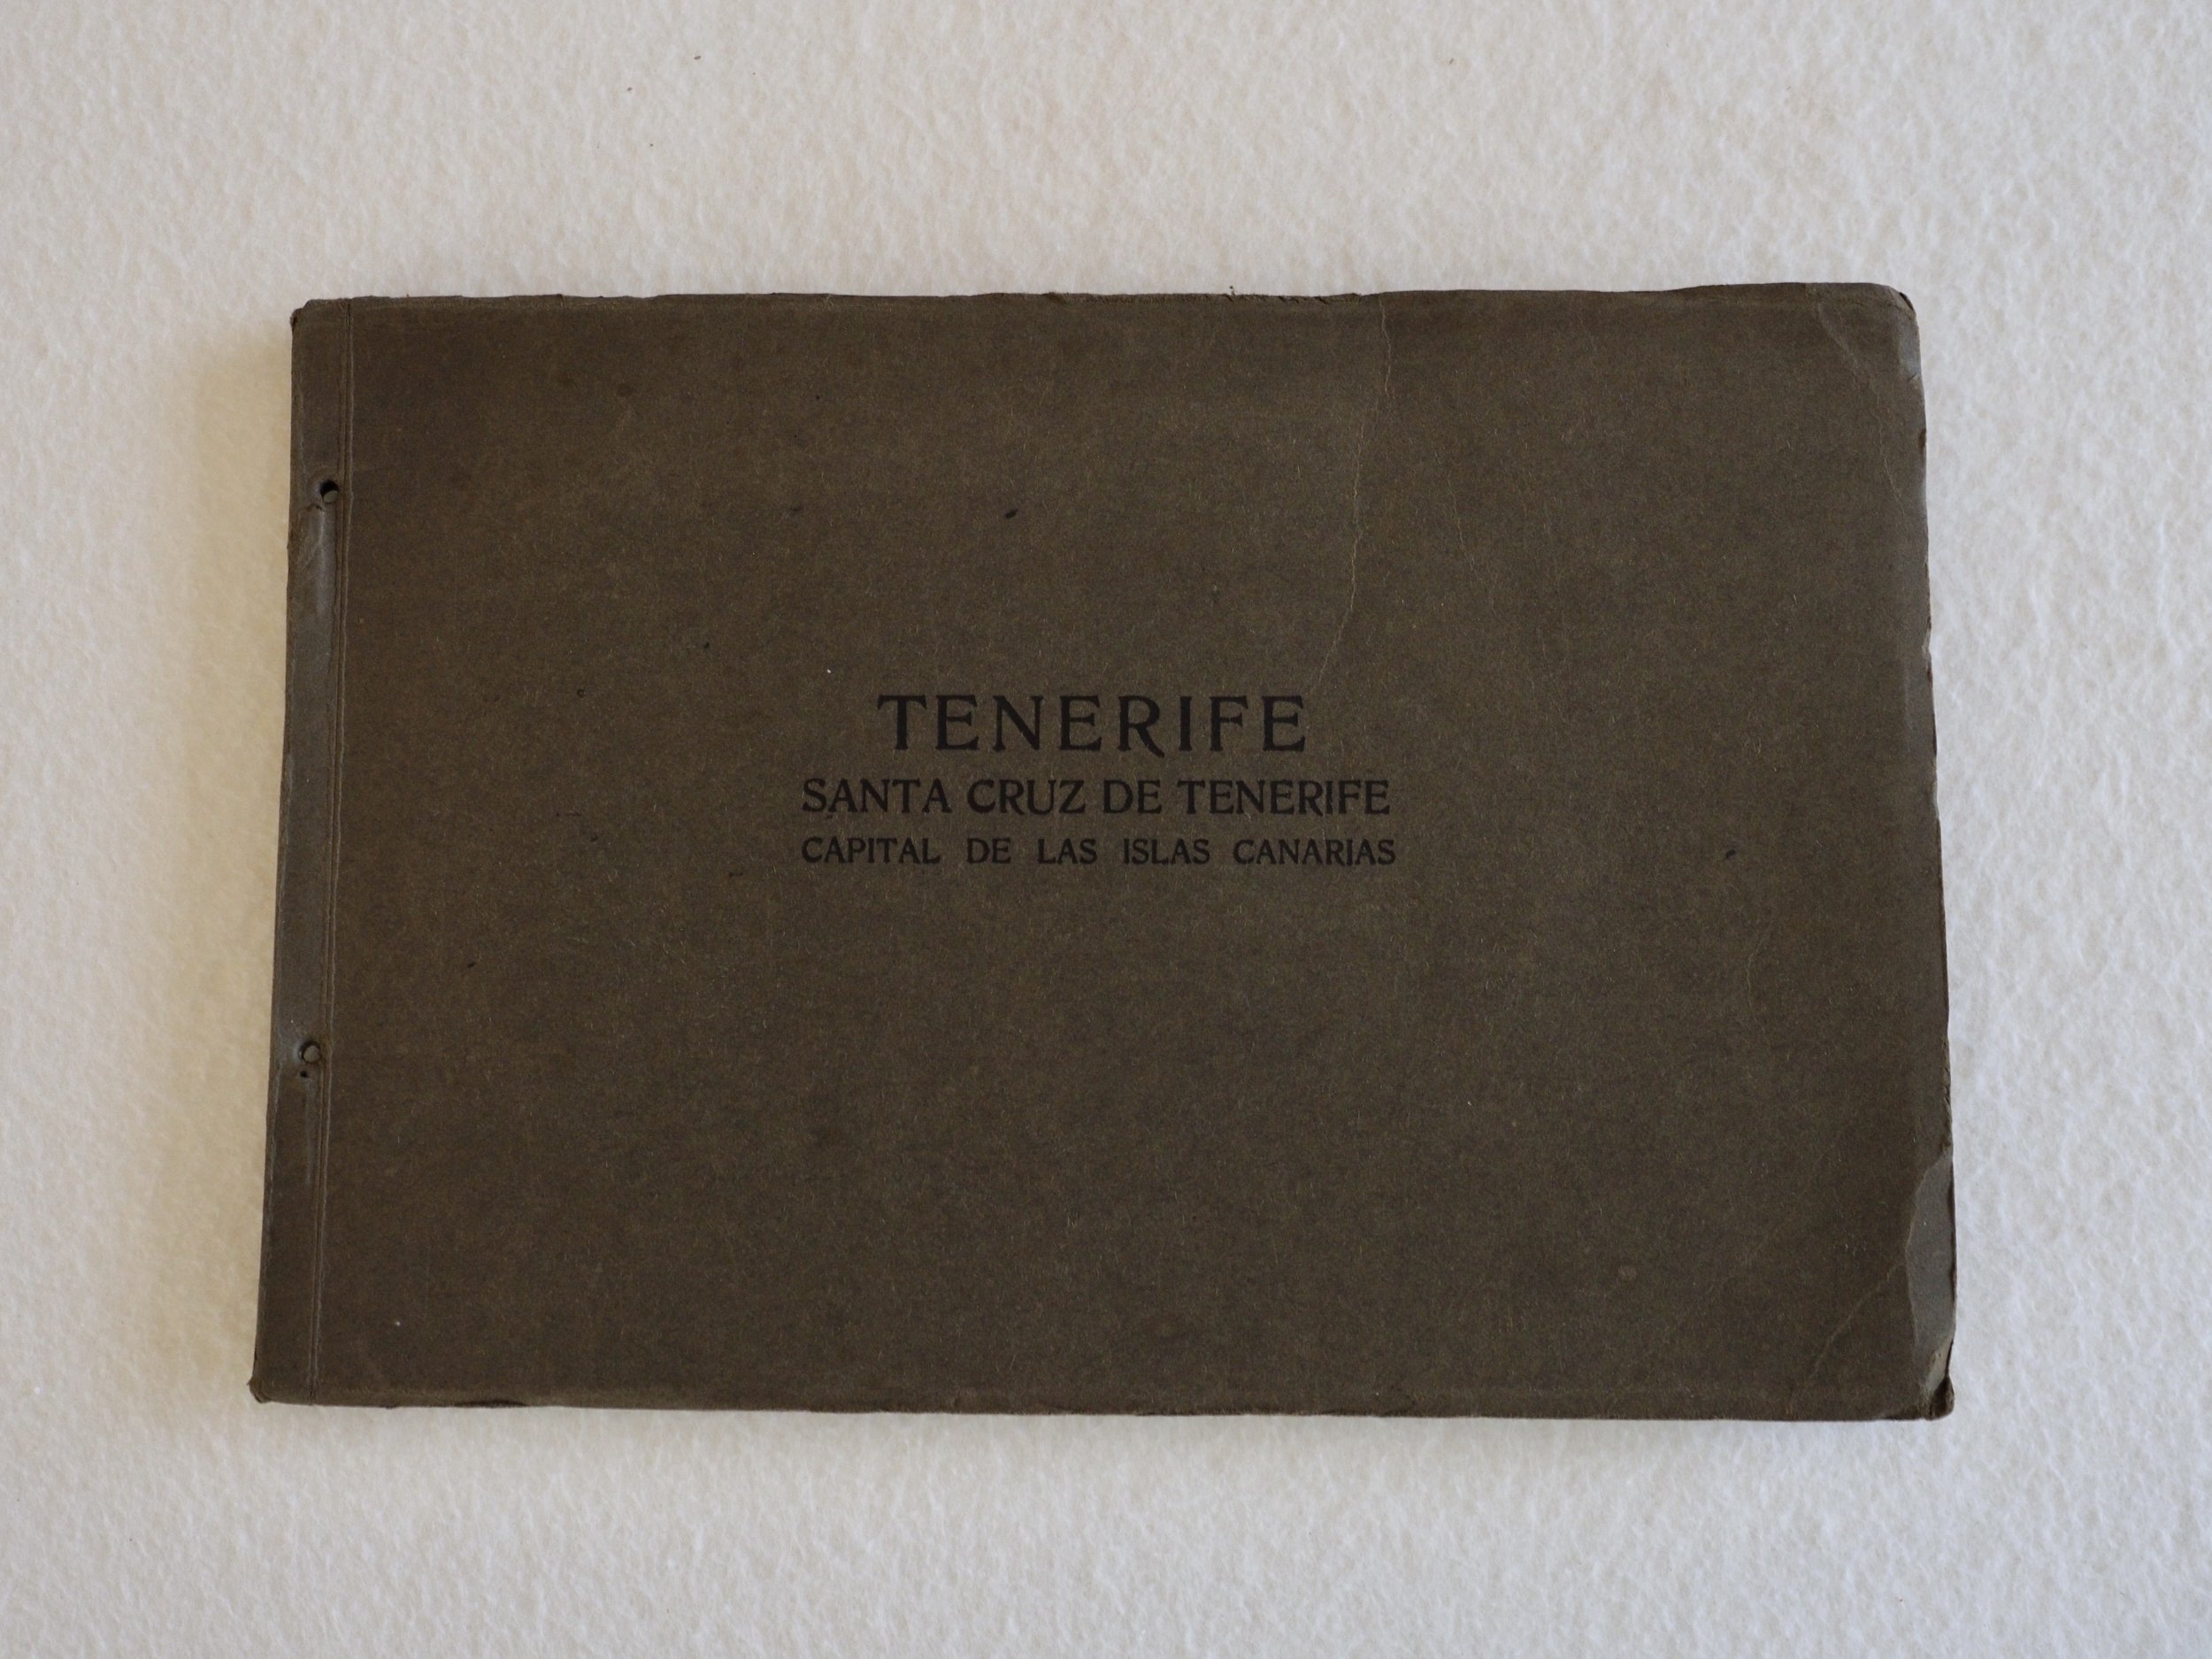 TENERIFE
SANTA CRUZ DE TENERIFE
CAPITAL DE LAS ISLAS CANARIAS